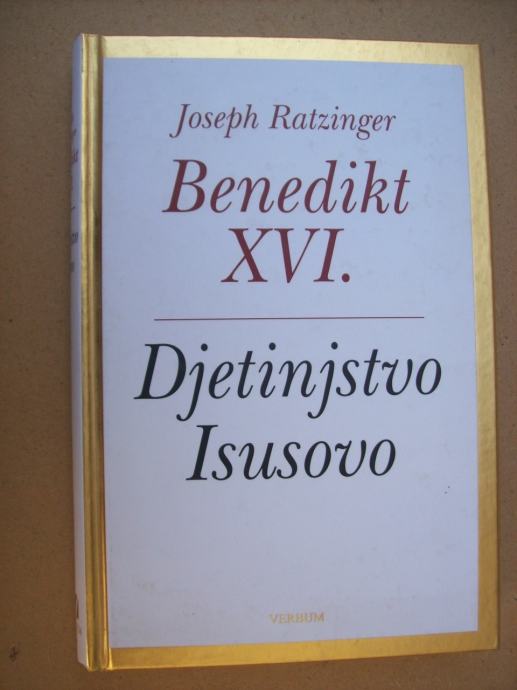 Joseph Ratzinger
Benedikt
XVI.
Djetinjstvo
Isusovo
VERBUM